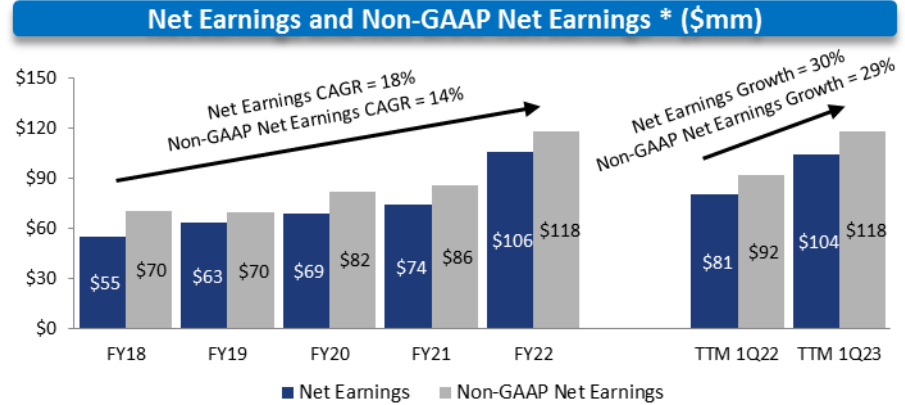 Net Earnings and Non-GAAP Net Earnings * ($mm)
$150
$120
$90
$60
$30
$0
Net Earnings CAGR = 18%
Non-GAAP Net Earnings CAGR = 14%
Net Earnings Growth = 30%
Non-GAAP Net Earnings Growth = 29%
$55 $70 $63 $70 $69 $82 $74 $86 $106 $118 $81 $92 $104 $118
FY18 FY19 FY20 FY21 FY22 TTM 1Q22 TTM 1Q23
Net Earnings Non-GAAP Net Earnings